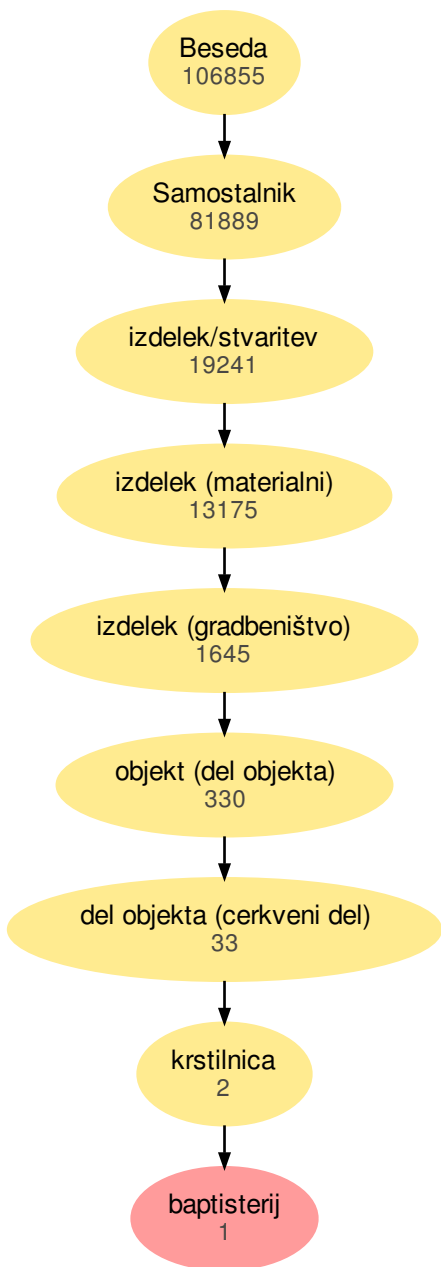 Beseda
106855
Samostalnik
81889
izdelek/stvaritev
19241
izdelek (materialni)
13175
izdelek (gradbeništvo)
1645
objekt (del objekta)
330
del objekta (cerkveni del)
33
krstilnica
2
baptisterij
1